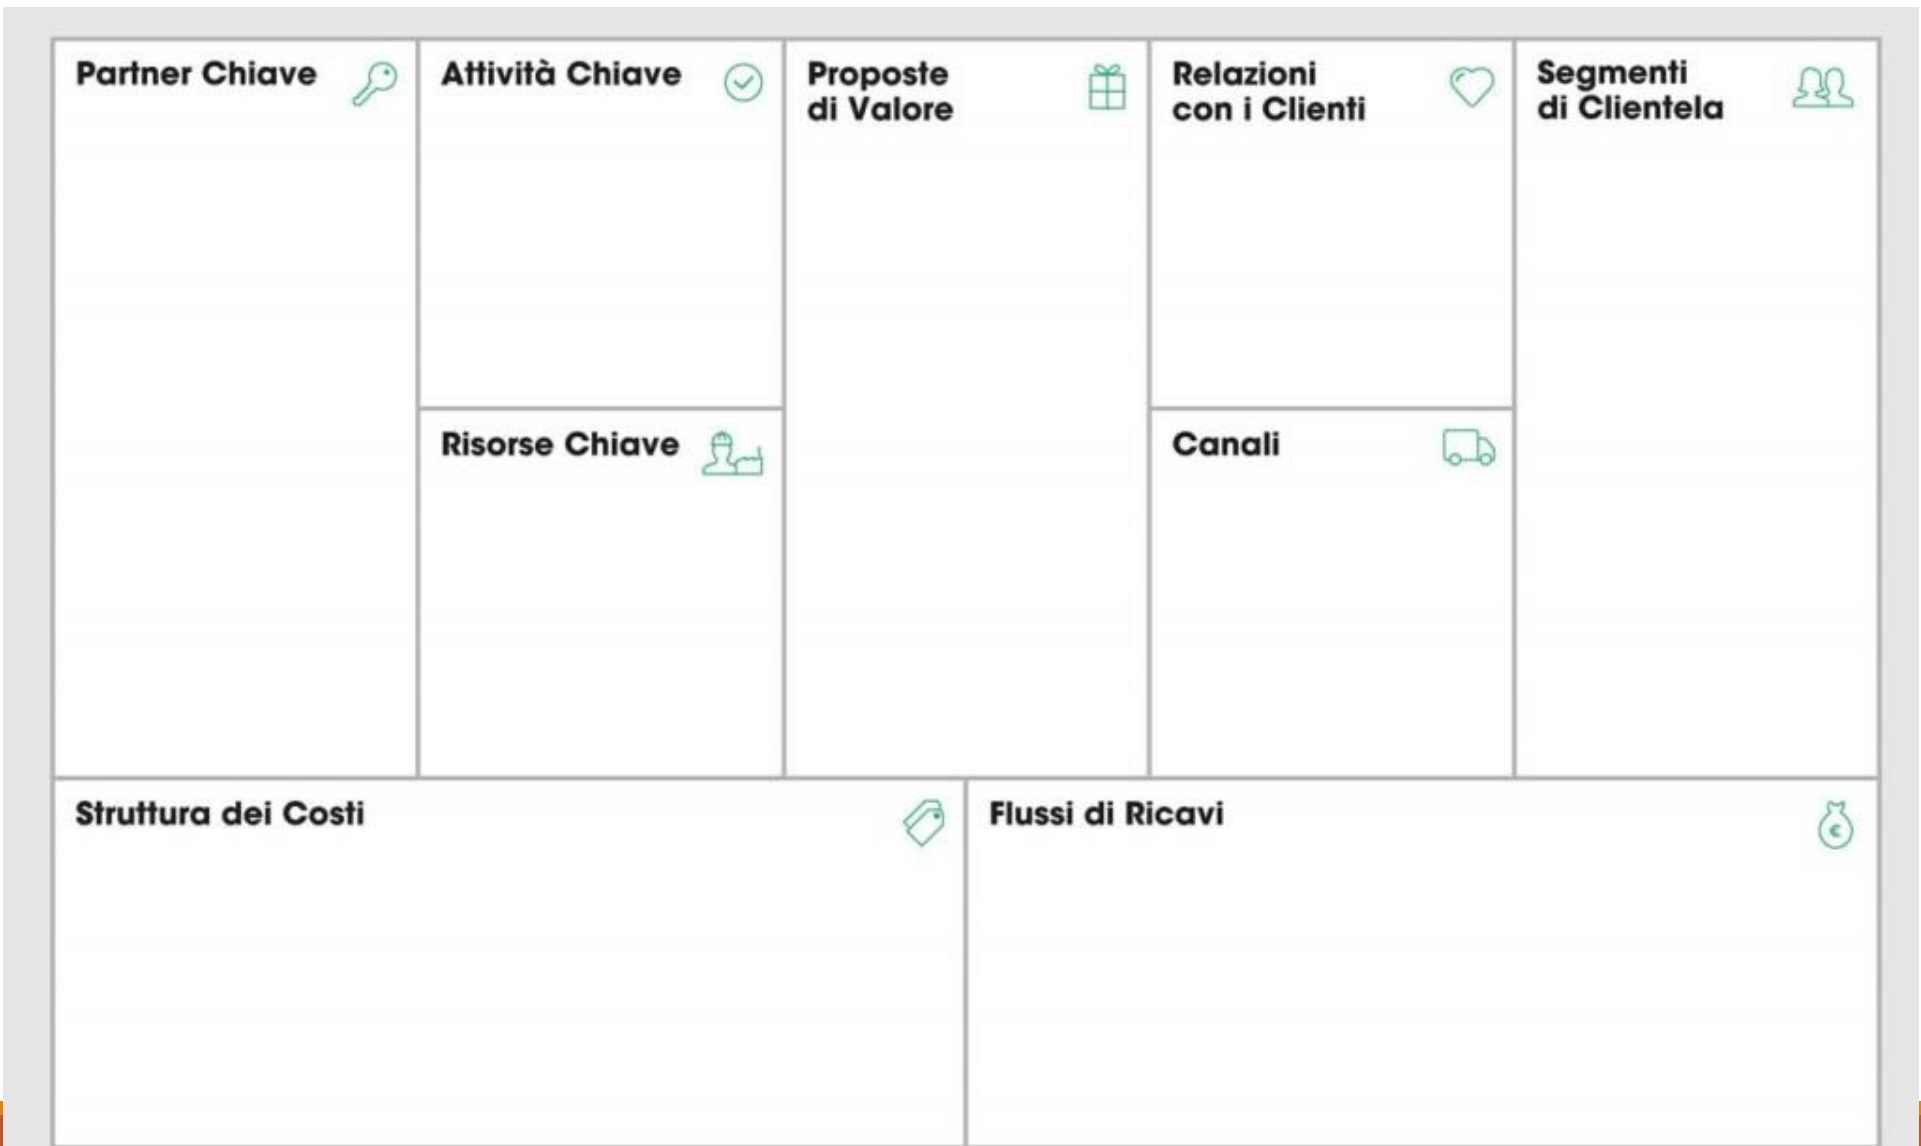 Partner Chiave
Attività Chiave
Proposte
di Valore
Relazioni
con i Clienti
Segmenti
di Clientela
Risorse Chiave
Canali
Struttura dei Costi
Flussi di Ricavi
€